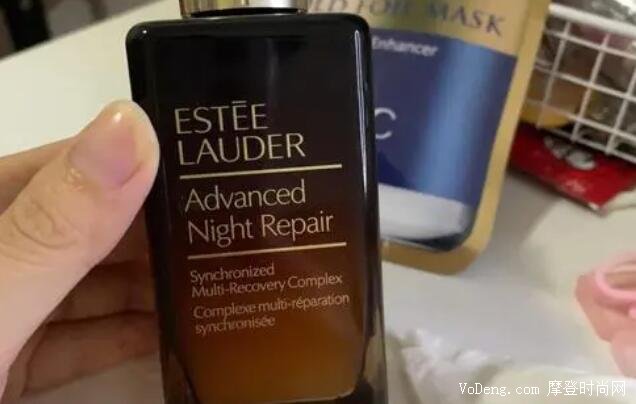 FOIL MASK
Enhancer
C
ESTĒE
LAUDER
Advanced
Night Repair
Synchronized
Multi-Recovery Complex
Complexe multi-réparation
synchronisée
VoDeng.com 摩登时尚网